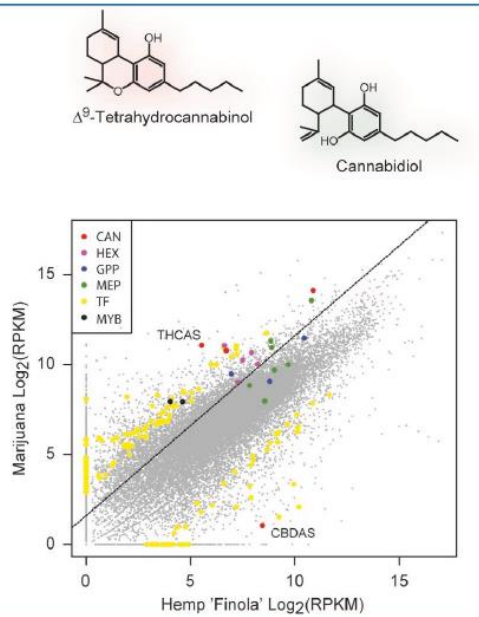 OH
O
Δ⁹-Tetrahydrocannabinol
OH
HO
Cannabidiol
CAN
HEX
GPP
MEP
TF
MYB
THCAS
CBDAS
15
10
5
0
Marijuana Log₂(RPKM)
0 5 10 15
Hemp 'Finola' Log₂(RPKM)